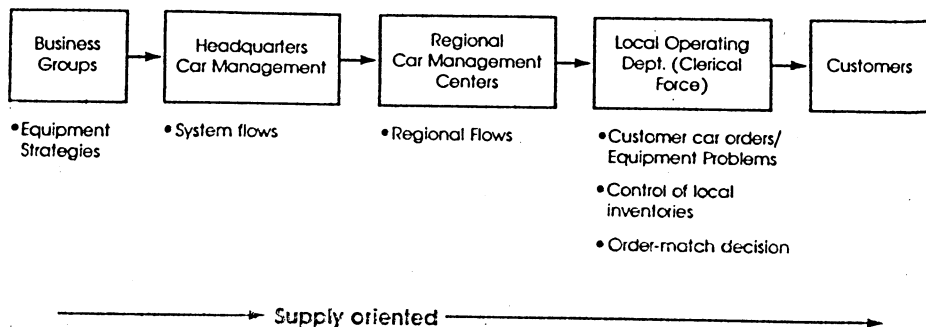 Business
Groups
Headquarters
Car Management
Regional
Car Management
Centers
Local Operating
Dept. (Clerical
Force)
Customers
•Equipment
Strategies
•System flows
•Regional Flows
•Customer car orders/
Equipment Problems
•Control of local
inventories
•Order-match decision
Supply oriented